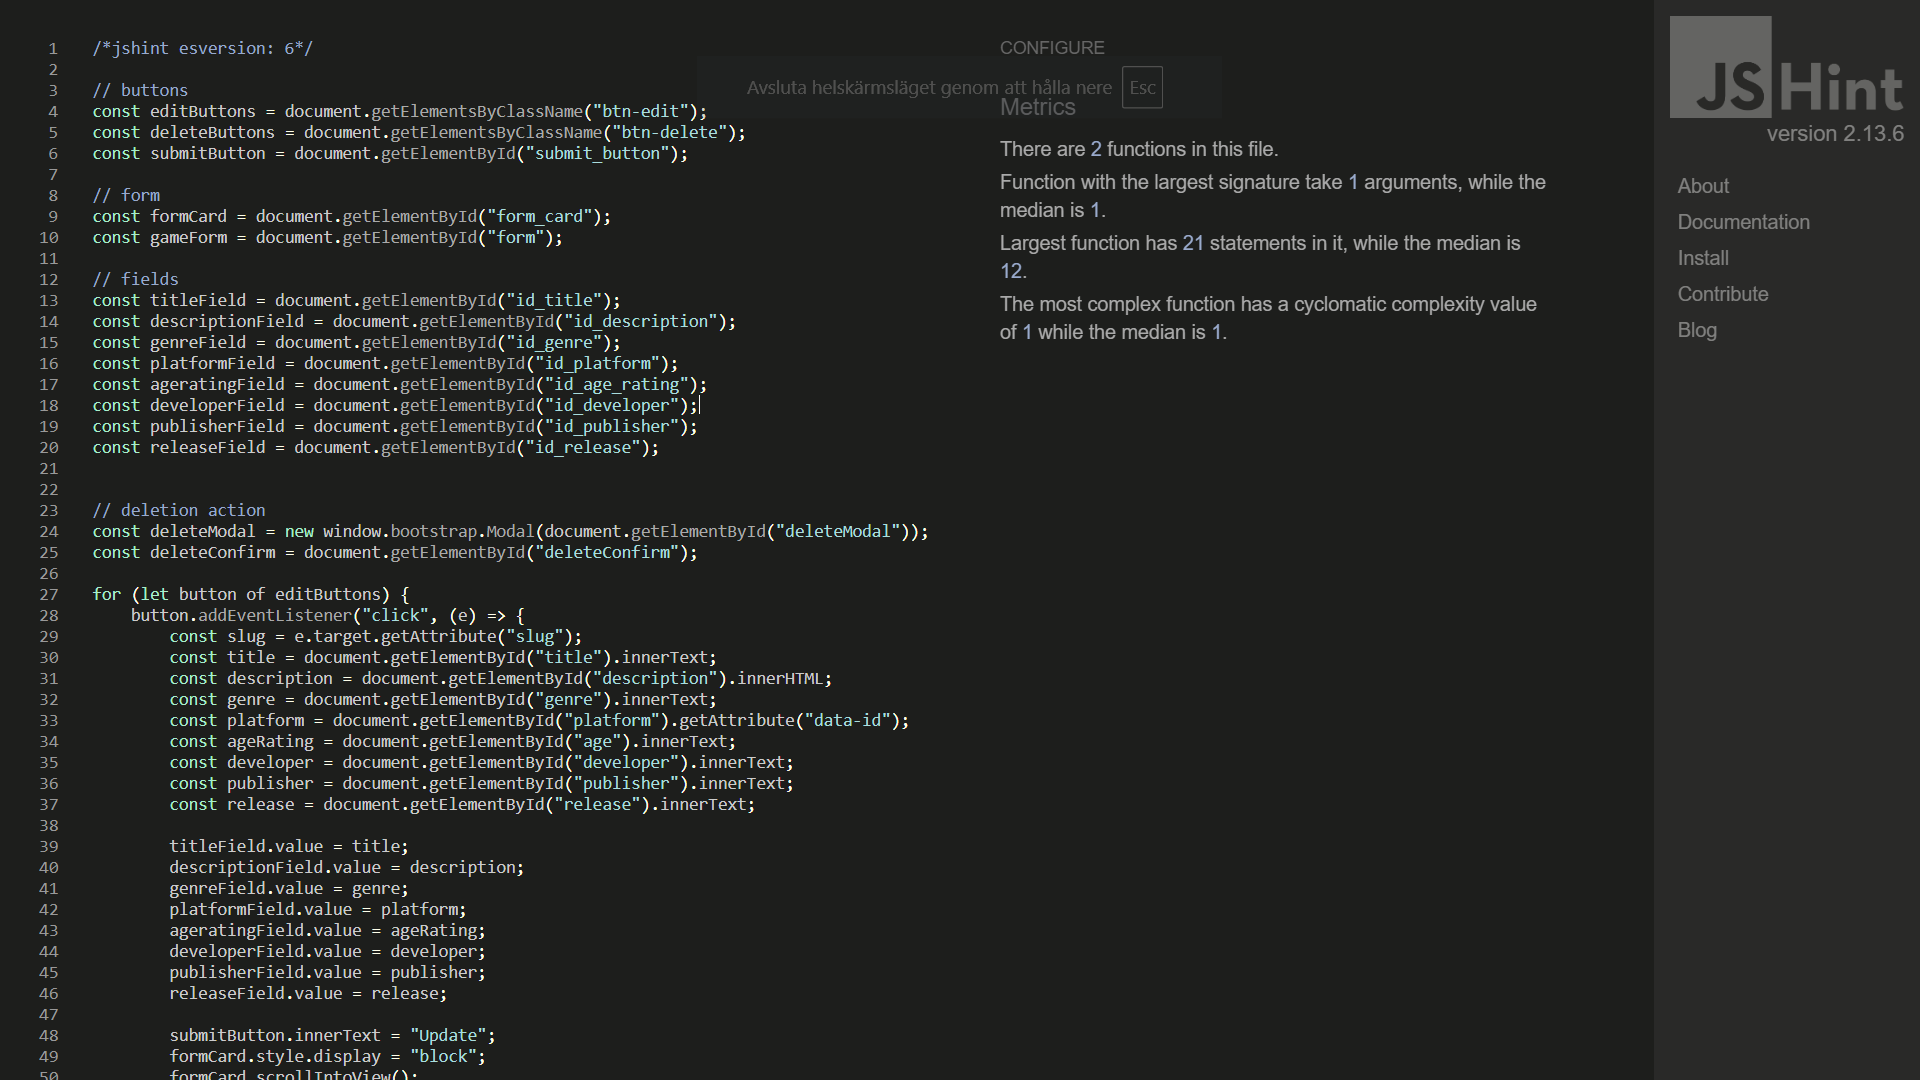 1 /*jshint esversion: 6*/
2
3 // buttons
4 const editButtons = document.getElementsByClassName("btn-edit");
5 const deleteButtons = document.getElementsByClassName("btn-delete");
6 const submitButton = document.getElementById("submit_button");
7
8 // form
9 const formCard = document.getElementById("form_card");
10 const gameForm = document.getElementById("form");
11
12 // fields
13 const titleField = document.getElementById("id_title");
14 const descriptionField = document.getElementById("id_description");
15 const genreField = document.getElementById("id_genre");
16 const platformField = document.getElementById("id_platform");
17 const ageratingField = document.getElementById("id_age_rating");
18 const developerField = document.getElementById("id_developer");
19 const publisherField = document.getElementById("id_publisher");
20 const releaseField = document.getElementById("id_release");
21
22
23 // deletion action
24 const deleteModal = new window.bootstrap.Modal(document.getElementById("deleteModal"));
25 const deleteConfirm = document.getElementById("deleteConfirm");
26
27 for (let button of editButtons) {
28 button.addEventListener("click", (e) => {
29 const slug = e.target.getAttribute("slug");
30 const title = document.getElementById("title").innerText;
31 const description = document.getElementById("description").innerHTML;
32 const genre = document.getElementById("genre").innerText;
33 const platform = document.getElementById("platform").getAttribute("data-id");
34 const ageRating = document.getElementById("age").innerText;
35 const developer = document.getElementById("developer").innerText;
36 const publisher = document.getElementById("publisher").innerText;
37 const release = document.getElementById("release").innerText;
38
39 titleField.value = title;
40 descriptionField.value = description;
41 genreField.value = genre;
42 platformField.value = platform;
43 ageratingField.value = ageRating;
44 developerField.value = developer;
45 publisherField.value = publisher;
46 releaseField.value = release;
47
48 submitButton.innerText = "Update";
49 formCard.style.display = "block";
50 formCard.scrollIntoView();
CONFIGURE
Avsluta helskärmsläget genom att hålla nere Esc
Metrics
There are 2 functions in this file.
Function with the largest signature take 1 arguments, while the
median is 1.
Largest function has 21 statements in it, while the median is
12.
The most complex function has a cyclomatic complexity value
of 1 while the median is 1.
JSHint
version 2.13.6
About
Documentation
Install
Contribute
Blog